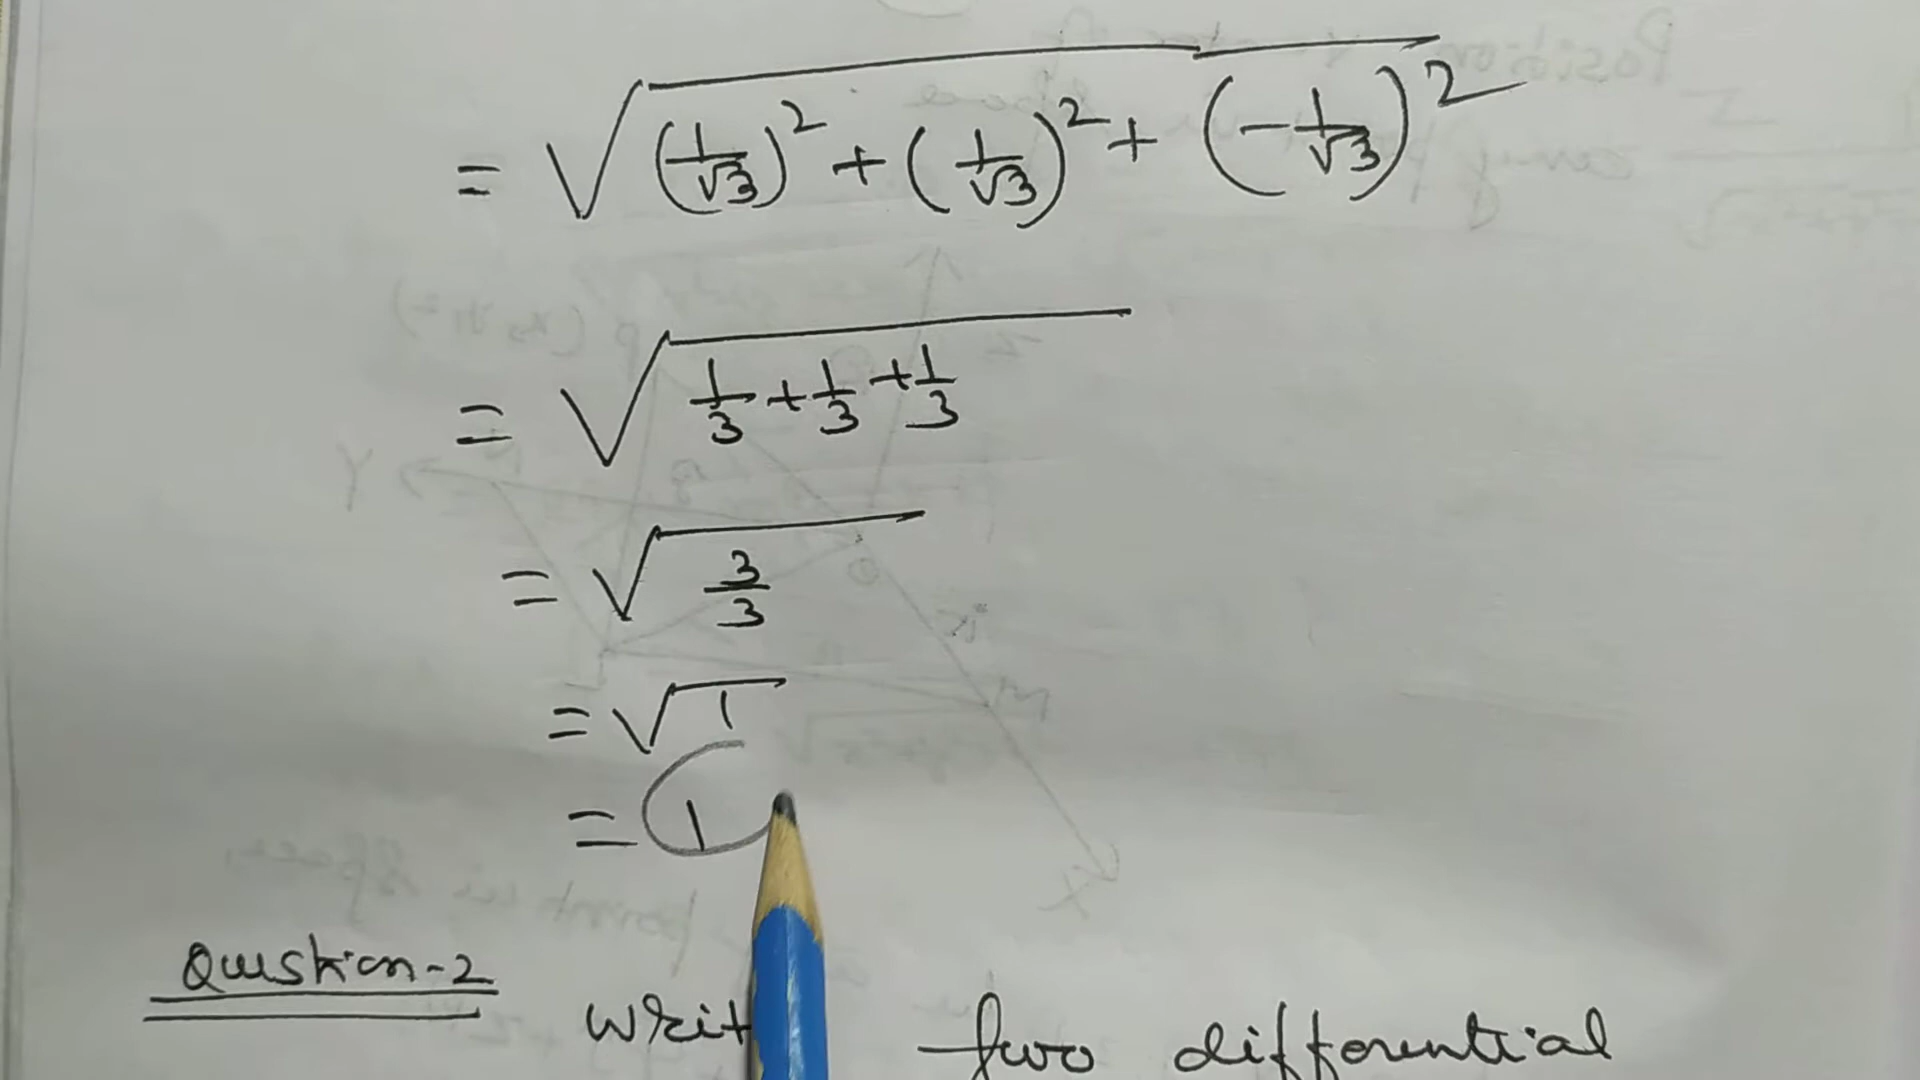 = √((1/√3)² + (1/√3)² + (-1/√3)²)
= √(1/3 + 1/3 + 1/3)
= √(3/3)
= √1
= 1
Question-2
writ two differential